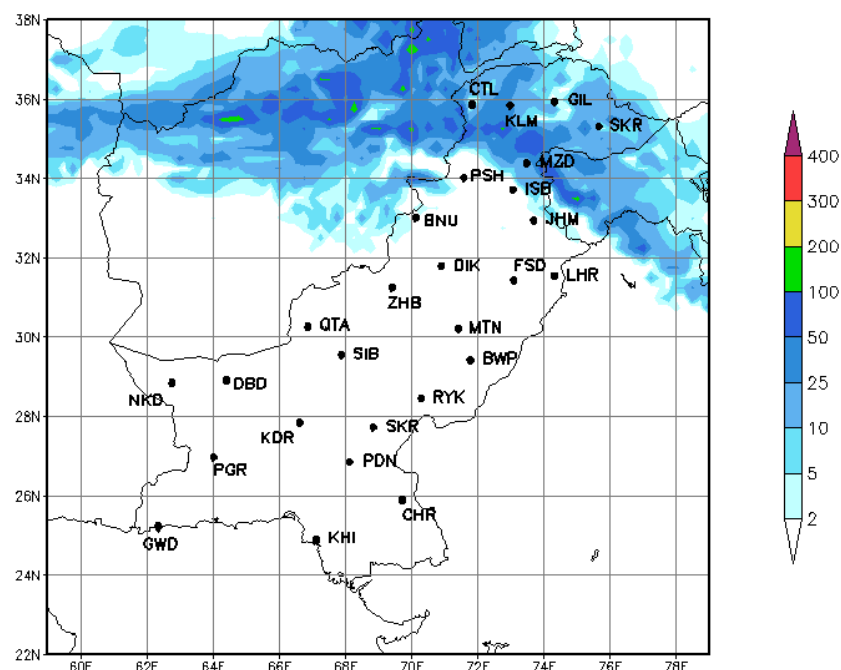 38N
36N
34N
32N
30N
28N
26N
24N
22N
60E
62E
64E
66E
68E
70E
72E
74E
76E
78E
CTL
KLM
GIL
SKR
MZD
PSH
ISB
BNU
JHM
DIK
FSD
LHR
ZHB
QTA
MTN
SIB
BWP
NKD
DBD
RYK
KDR
SKR
PGR
PDN
CHR
GWD
KHI
400
300
200
100
50
25
10
5
2